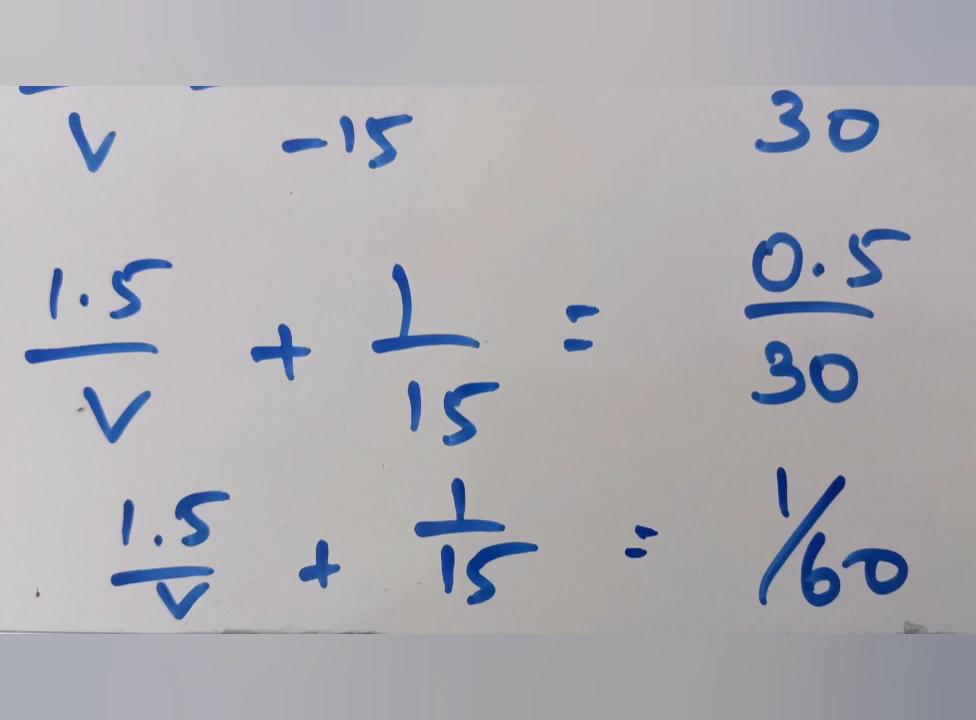 V -15 30
1.5/V + 1/15 = 0.5/30
1.5/V + 1/15 = 1/60